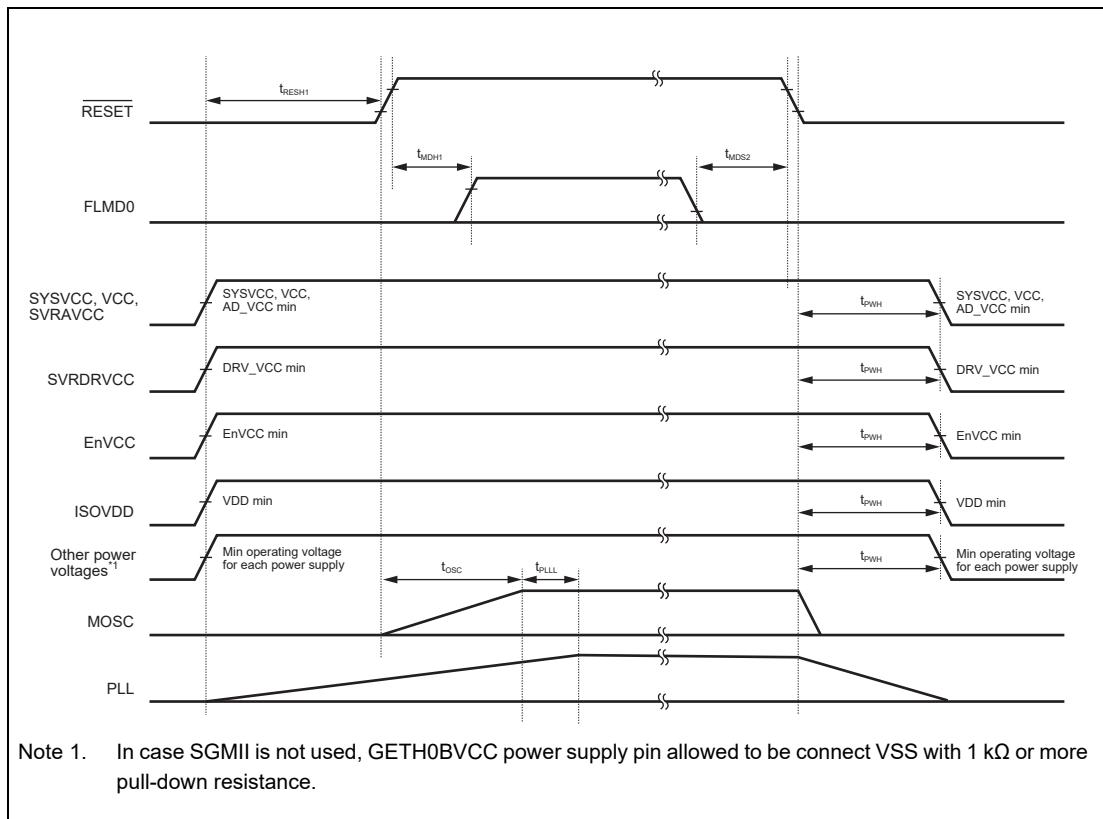 RESET
tRESH1
tMDH1
tMDS2
FLMD0
SYSVCC, VCC,
SVRAVCC
SYSVCC, VCC,
AD_VCC min
tPWH
SYSVCC, VCC,
AD_VCC min
SVRDRVCC
DRV_VCC min
tPWH
DRV_VCC min
EnVCC
EnVCC min
tPWH
EnVCC min
ISOVDD
VDD min
tPWH
VDD min
Other power
voltages*1
Min operating voltage
for each power supply
tPWH
Min operating voltage
for each power supply
tOSC
tPLLL
MOSC
PLL
Note 1. In case SGMII is not used, GETH0BVCC power supply pin allowed to be connect VSS with 1 kΩ or more
pull-down resistance.